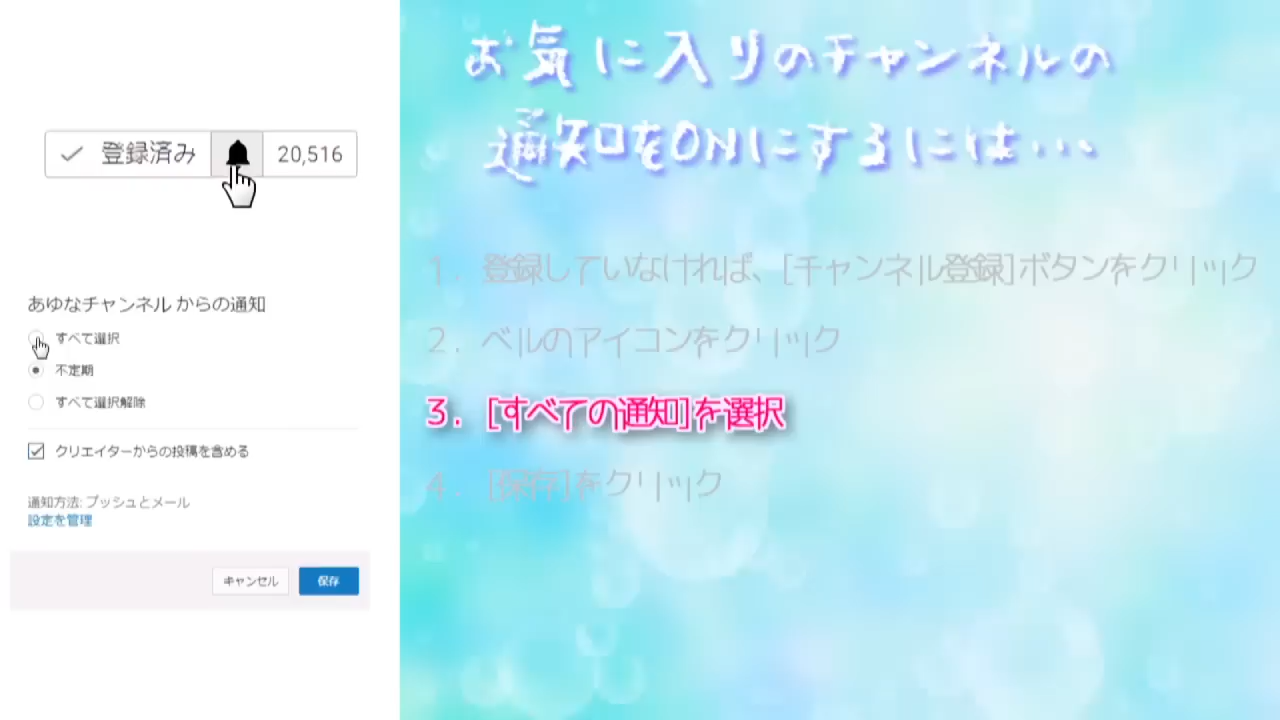 登録済み 20,516
あゆなチャンネル からの通知
すべて選択
不定期
すべて選択解除
クリエイターからの投稿を含める
通知方法: プッシュとメール
設定を管理
キャンセル 保存
お気に入りのチャンネルの
通知をONにするには・・・
1. 登録していなければ、[チャンネル登録]ボタンをクリック
2. ベルのアイコンをクリック
3. [すべての通知]を選択
4. [保存]をクリック